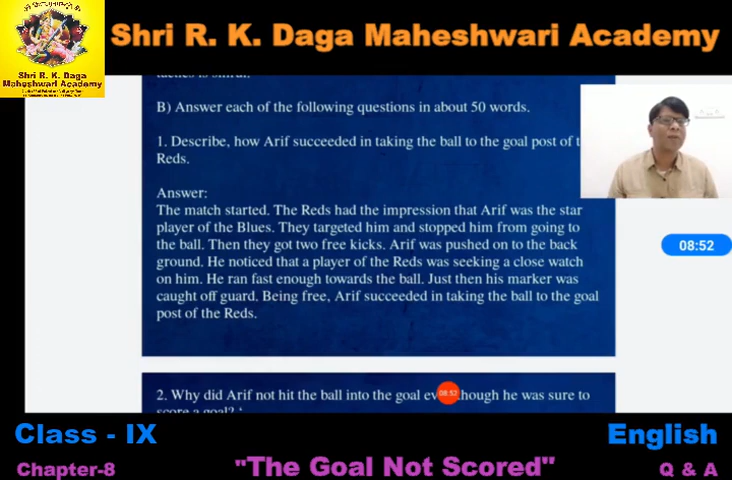 Shri R. K. Daga Maheshwari Academy
Shri R. K. Daga
Maheshwari Academy
B) Answer each of the following questions in about 50 words.
1. Describe, how Arif succeeded in taking the ball to the goal post of
Reds.
Answer:
The match started. The Reds had the impression that Arif was the star
player of the Blues. They targeted him and stopped him from going to
the ball. Then they got two free kicks. Arif was pushed on to the back
ground. He noticed that a player of the Reds was seeking a close watch
on him. He ran fast enough towards the ball. Just then his marker was
caught off guard. Being free, Arif succeeded in taking the ball to the goal
post of the Reds.
08:52
2. Why did Arif not hit the ball into the goal he was sure to
08:52
score a goal?
Class - IX
English
Chapter-8
"The Goal Not Scored"
Q & A